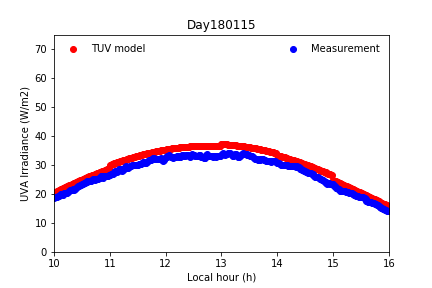 Day180115
TUV model
Measurement
UVA Irradiance (W/m2)
70
60
50
40
30
20
10
0
10 11 12 13 14 15 16
Local hour (h)